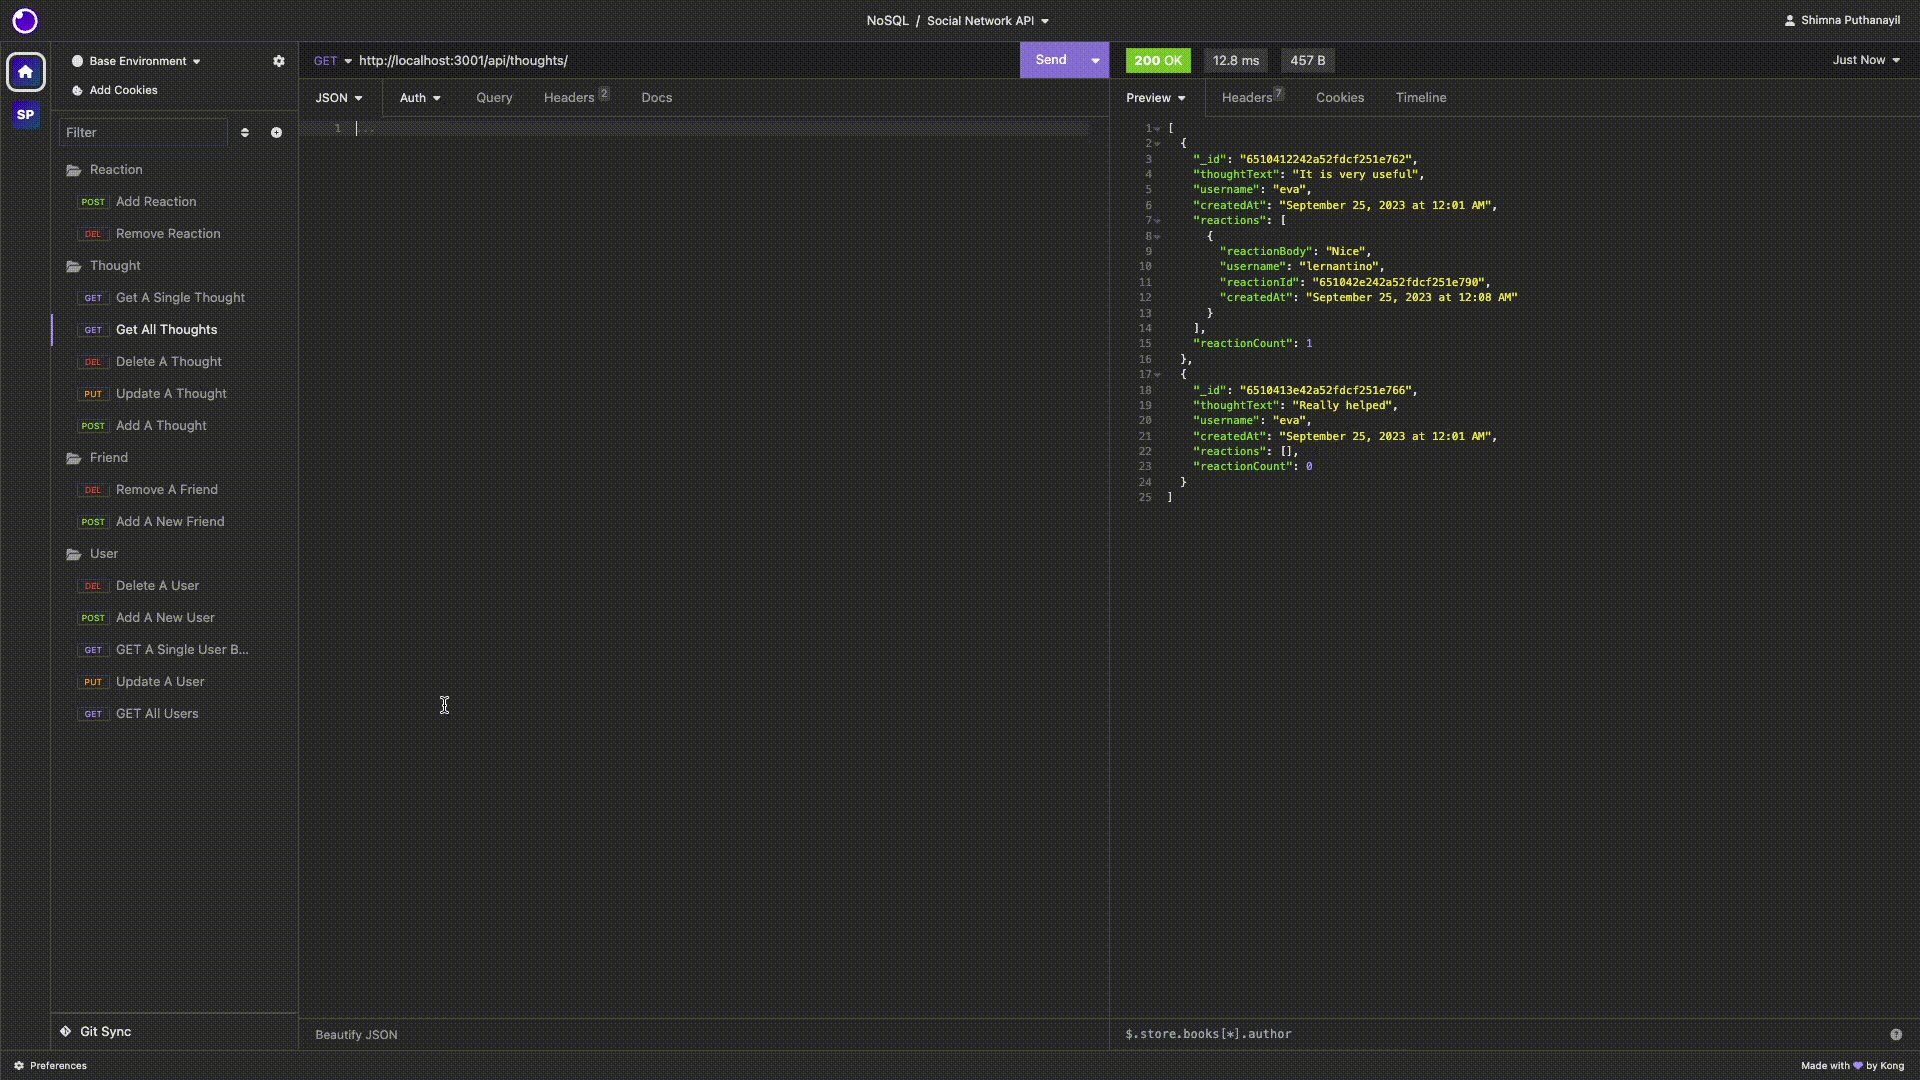 NoSQL / Social Network API
Shimna Puthanayil
SP
Base Environment
Add Cookies
Filter
Reaction
POST Add Reaction
DEL Remove Reaction
Thought
GET Get A Single Thought
GET Get All Thoughts
DEL Delete A Thought
PUT Update A Thought
POST Add A Thought
Friend
DEL Remove A Friend
POST Add A New Friend
User
DEL Delete A User
POST Add A New User
GET GET A Single User B...
PUT Update A User
GET GET All Users
Git Sync
GET http://localhost:3001/api/thoughts/
Send
JSON Auth Query Headers 2 Docs
1 ...
Beautify JSON
200 OK 12.8 ms 457 B Just Now
Preview Headers 7 Cookies Timeline
1 [
2 {
3 "_id": "6510412242a52fdcf251e762",
4 "thoughtText": "It is very useful",
5 "username": "eva",
6 "createdAt": "September 25, 2023 at 12:01 AM",
7 "reactions": [
8 {
9 "reactionBody": "Nice",
10 "username": "lernantino",
11 "reactionId": "651042e242a52fdcf251e790",
12 "createdAt": "September 25, 2023 at 12:08 AM"
13 }
14 ],
15 "reactionCount": 1
16 },
17 {
18 "_id": "6510413e42a52fdcf251e766",
19 "thoughtText": "Really helped",
20 "username": "eva",
21 "createdAt": "September 25, 2023 at 12:01 AM",
22 "reactions": [],
23 "reactionCount": 0
24 }
25 ]
$.store.books[*].author
Preferences
Made with 💜 by Kong